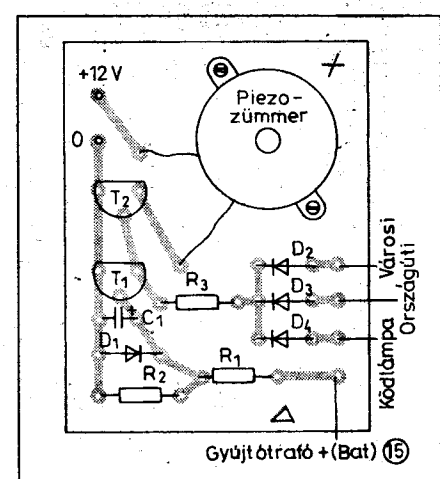 +12 V
Piezo-
zümmer
0
T2
T1
R3
D2
D3
D4
+
C1
D1
R2
R1
Városi
Országúti
Ködlámpa
Gyújtótrafó +(Bat) 15